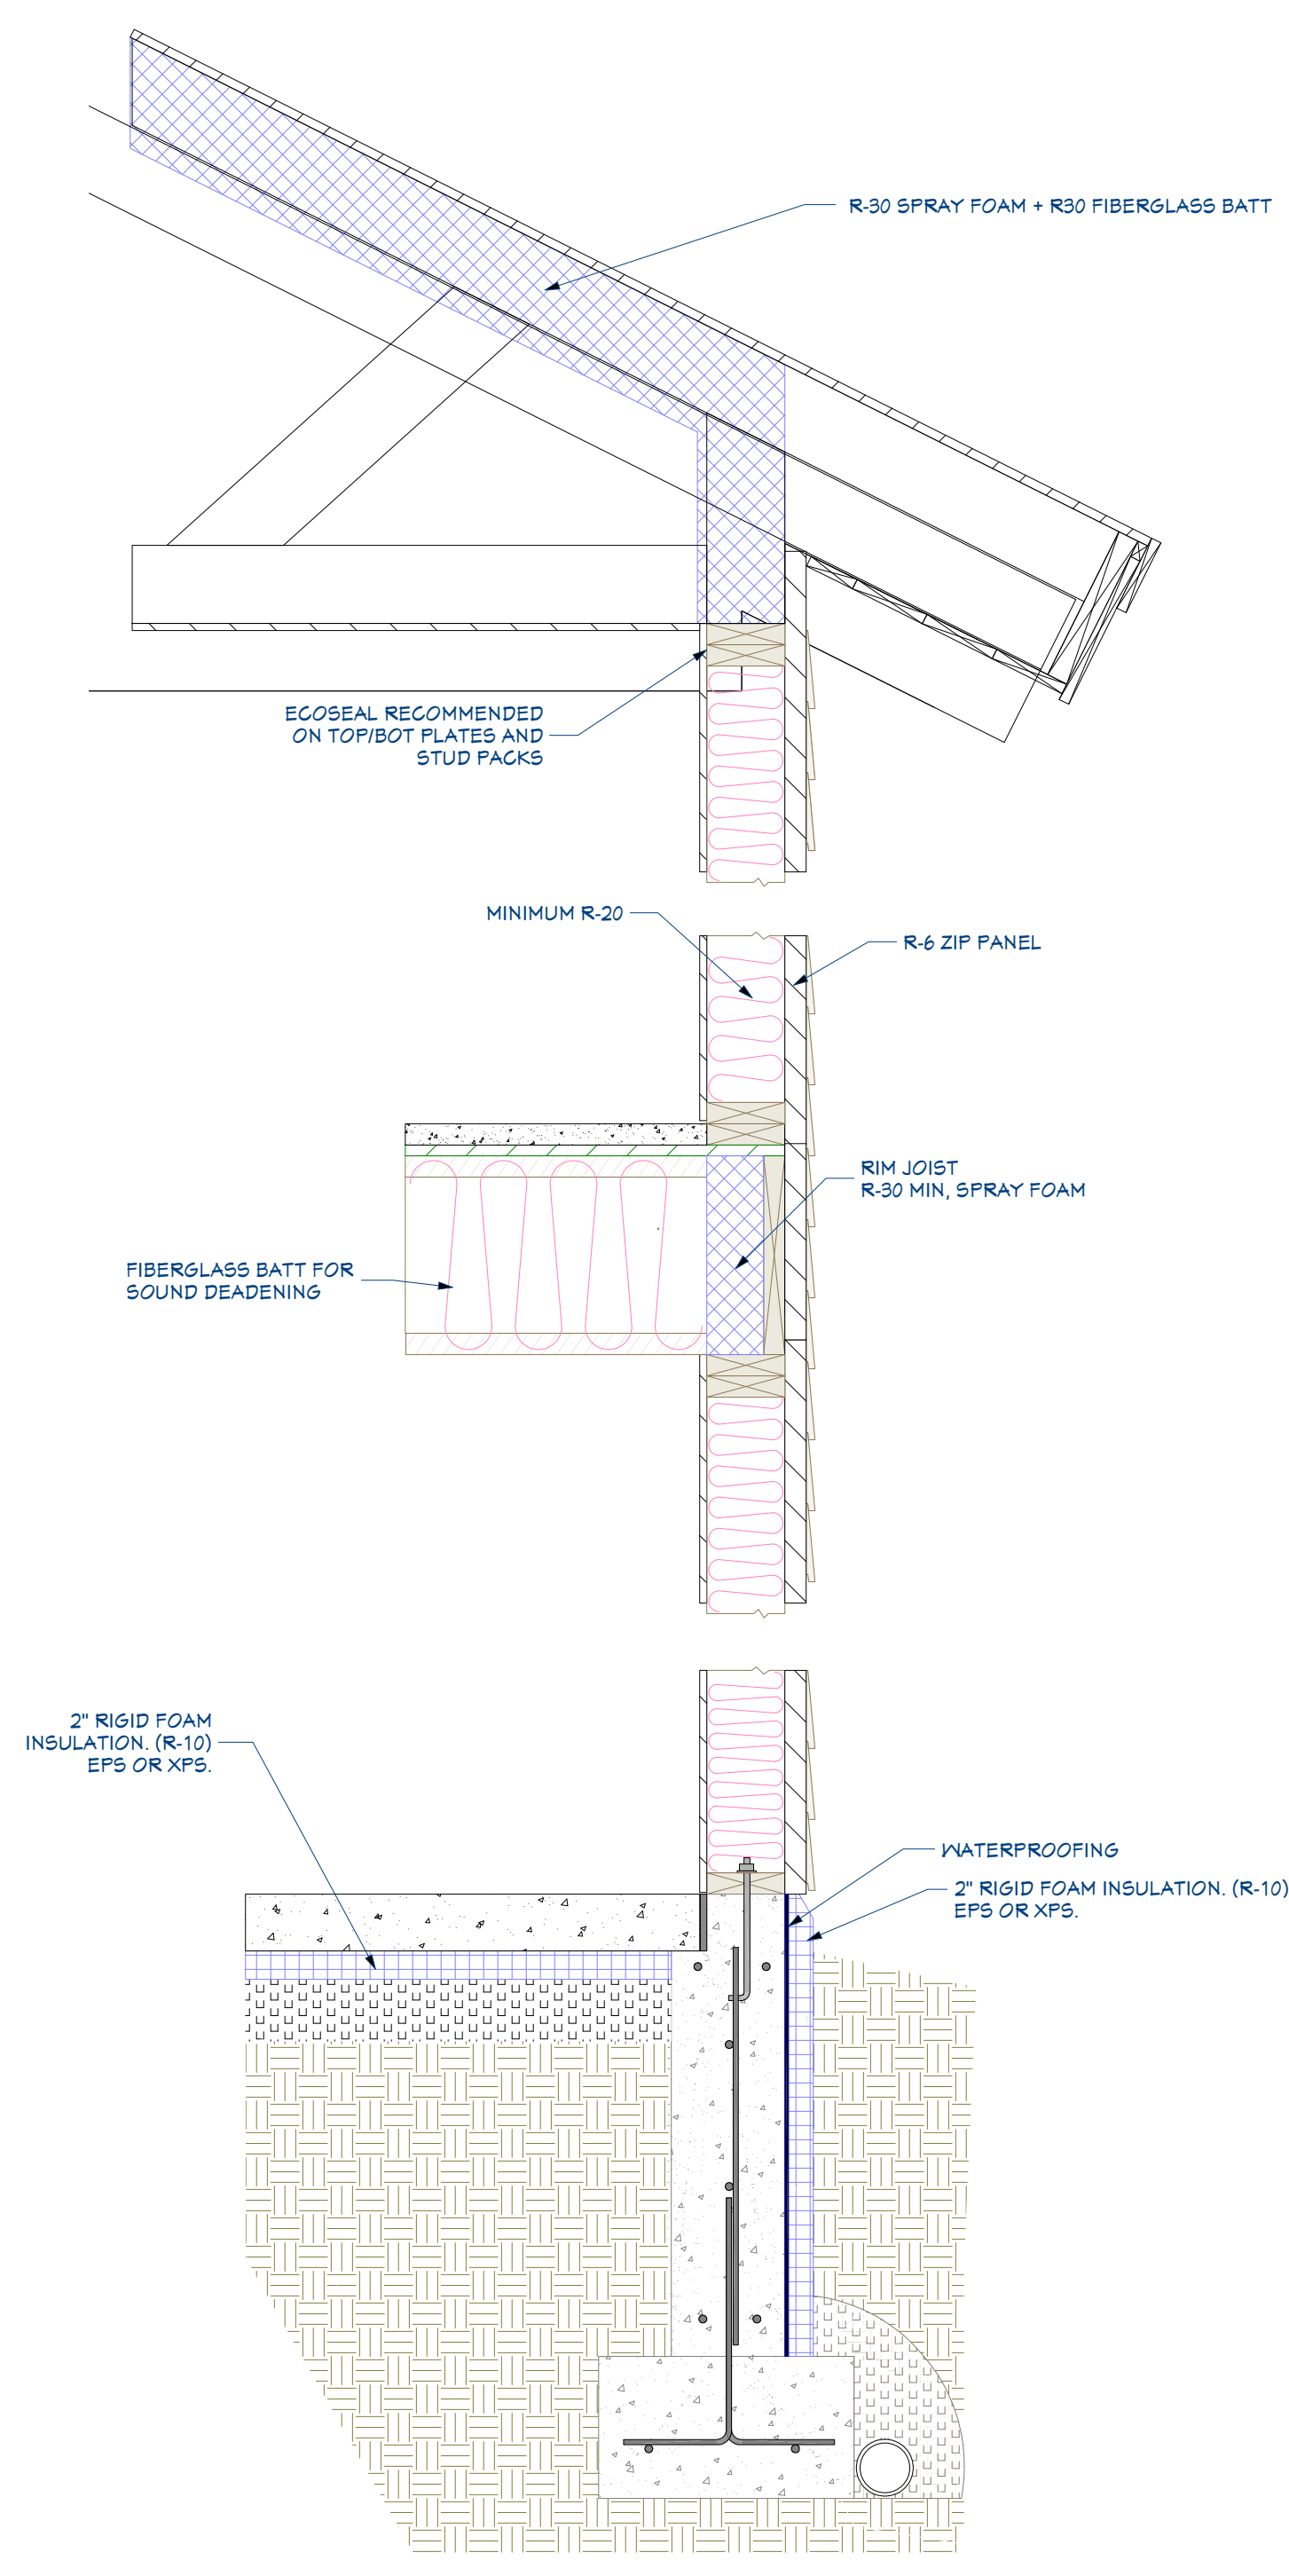 R-30 SPRAY FOAM + R30 FIBERGLASS BATT
ECOSEAL RECOMMENDED
ON TOP/BOT PLATES AND
STUD PACKS
MINIMUM R-20
R-6 ZIP PANEL
RIM JOIST
R-30 MIN, SPRAY FOAM
FIBERGLASS BATT FOR
SOUND DEADENING
2" RIGID FOAM
INSULATION. (R-10)
EPS OR XPS.
WATERPROOFING
2" RIGID FOAM INSULATION. (R-10)
EPS OR XPS.